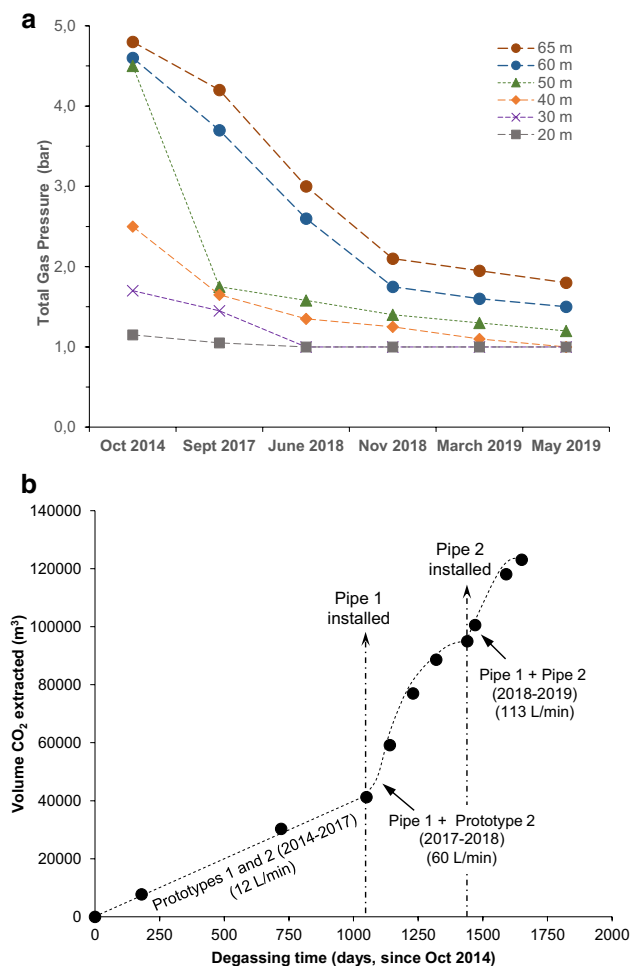 a
5,0
4,0
3,0
2,0
1,0
0,0
Total Gas Pressure (bar)
65 m
60 m
50 m
40 m
30 m
20 m
Oct 2014 Sept 2017 June 2018 Nov 2018 March 2019 May 2019
b
140000
120000
100000
80000
60000
40000
20000
0
Volume CO₂ extracted (m³)
Pipe 1
installed
Pipe 2
installed
Pipe 1 + Pipe 2
(2018-2019)
(113 L/min)
Pipe 1 + Prototype 2
(2017-2018)
(60 L/min)
Prototypes 1 and 2 (2014-2017)
(12 L/min)
0 250 500 750 1000 1250 1500 1750 2000
Degassing time (days, since Oct 2014)